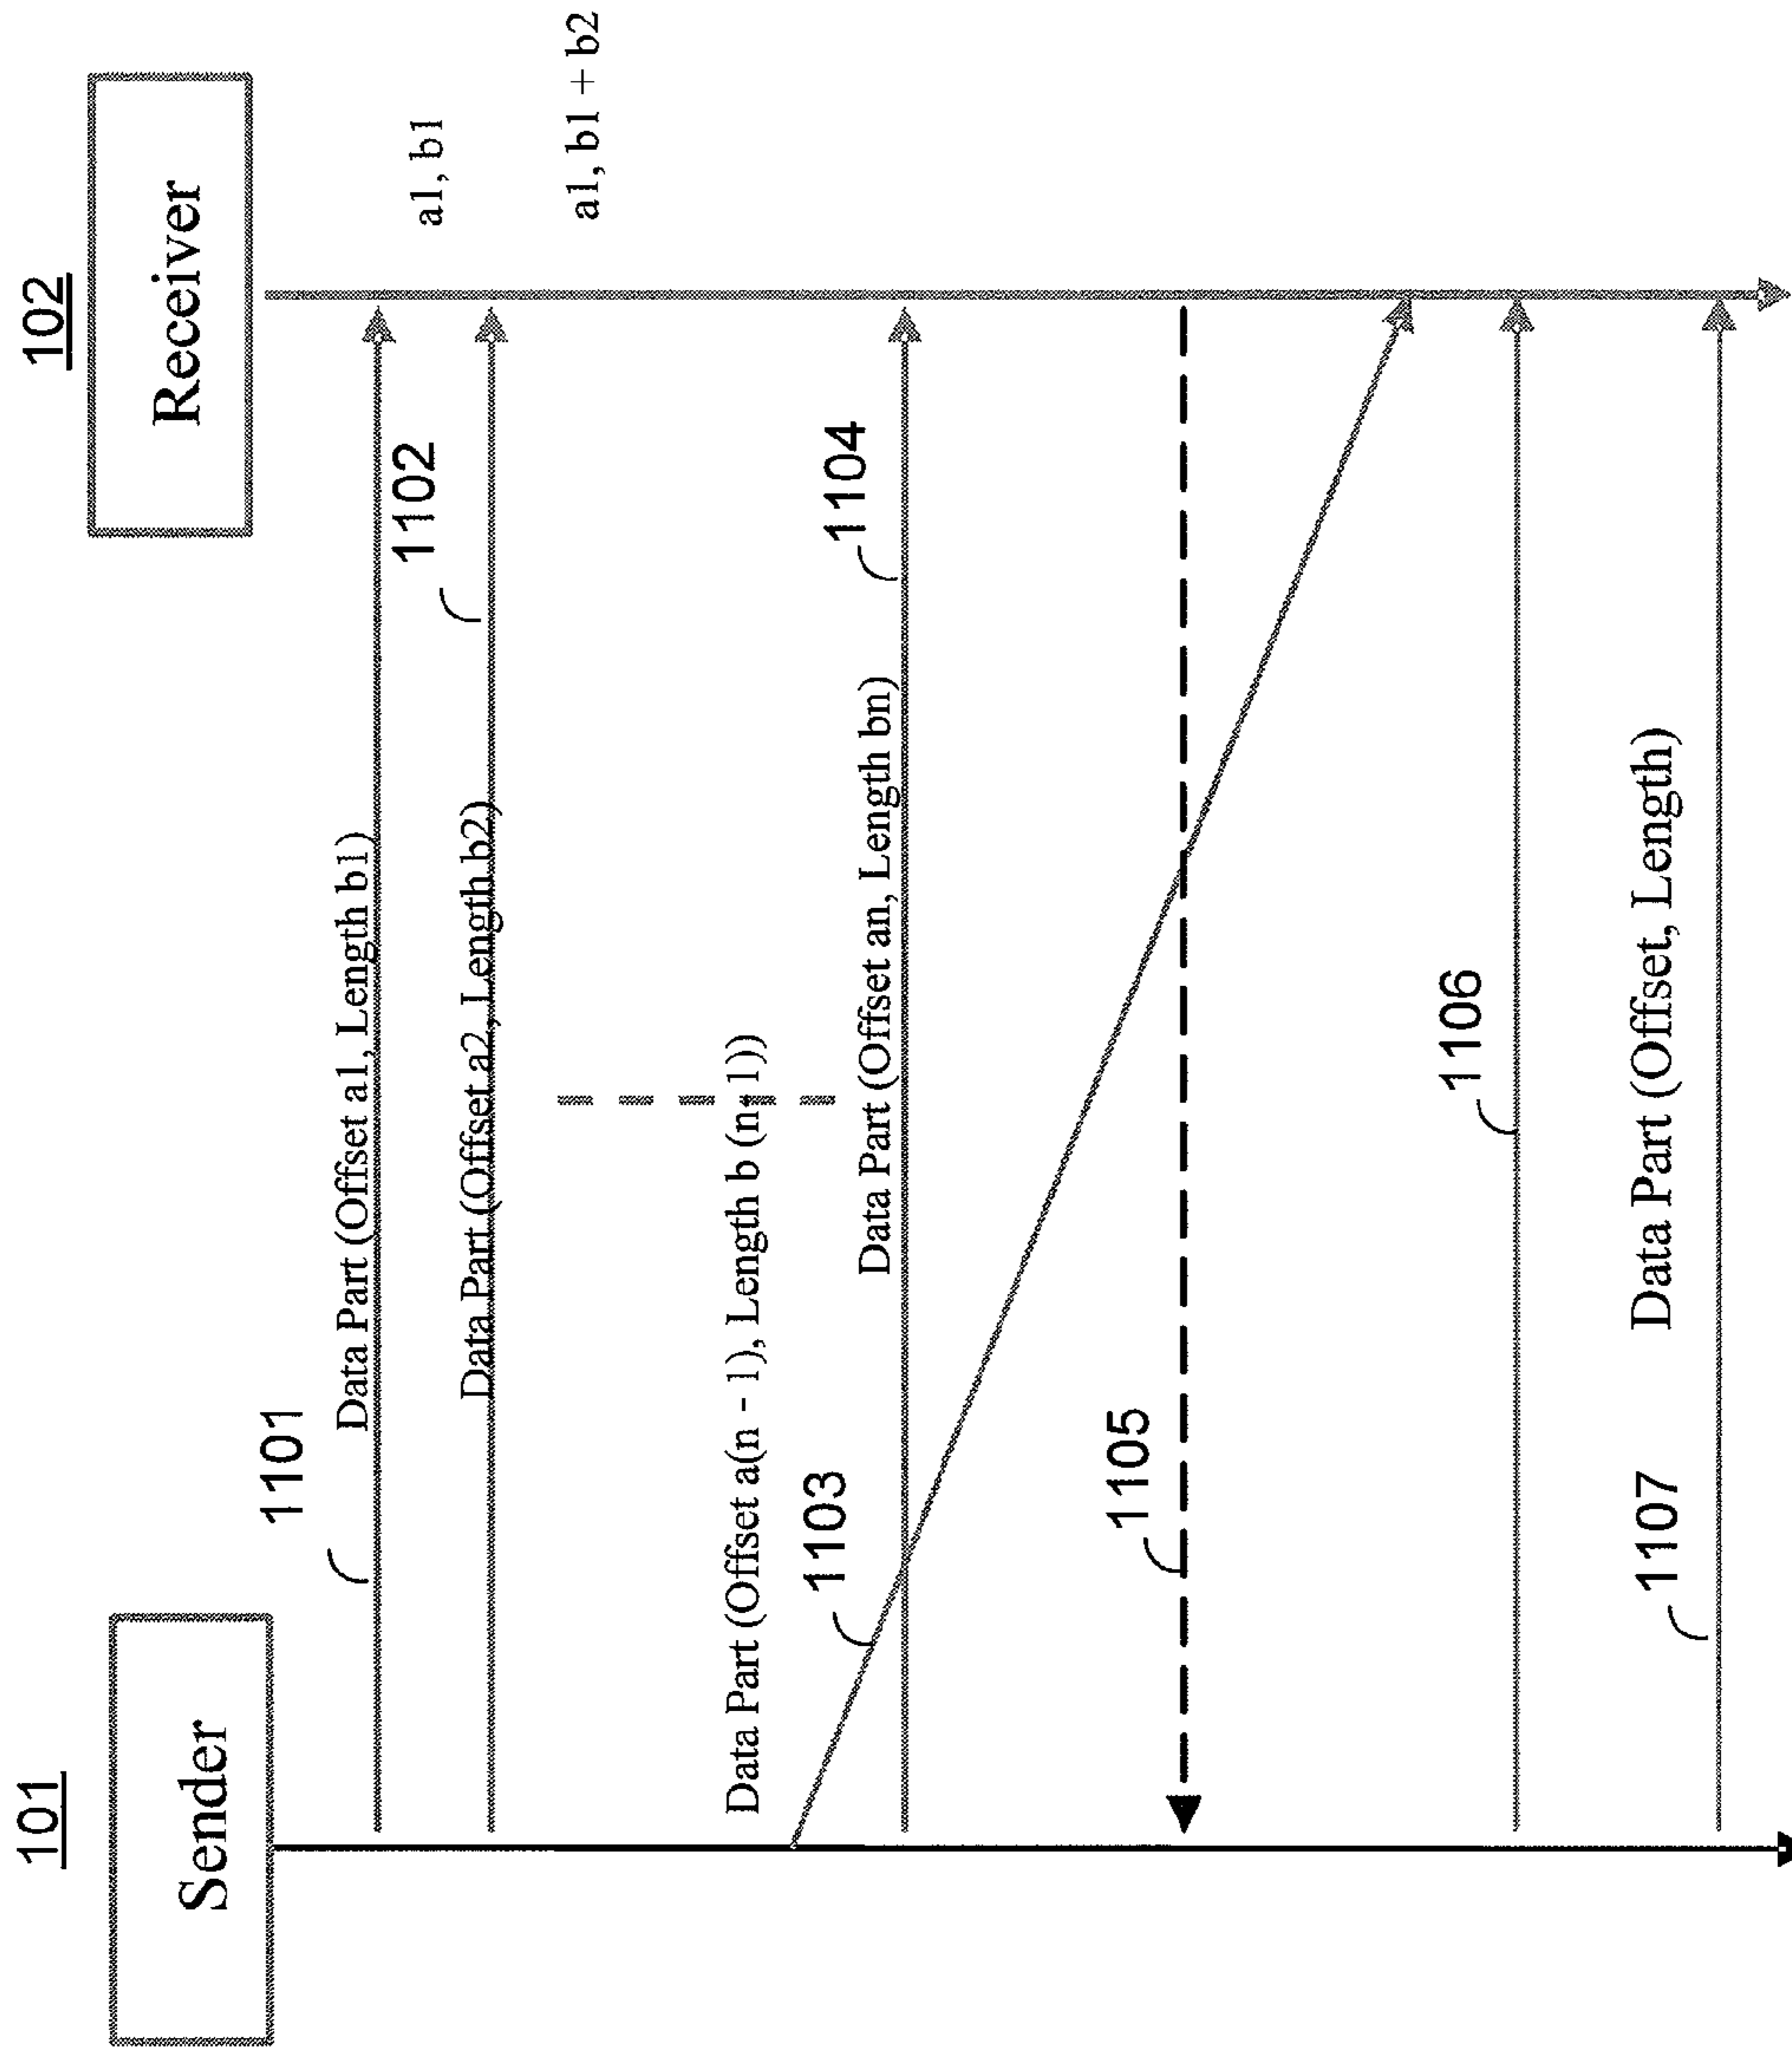 101
Sender
102
Receiver
1101
Data Part (Offset a1, Length b1)
a1, b1
1102
Data Part (Offset a2, Length b2)
a1, b1 + b2
Data Part (Offset a(n - 1), Length b (n-1))
1103
Data Part (Offset an, Length bn)
1104
1105
1106
Data Part (Offset, Length)
1107